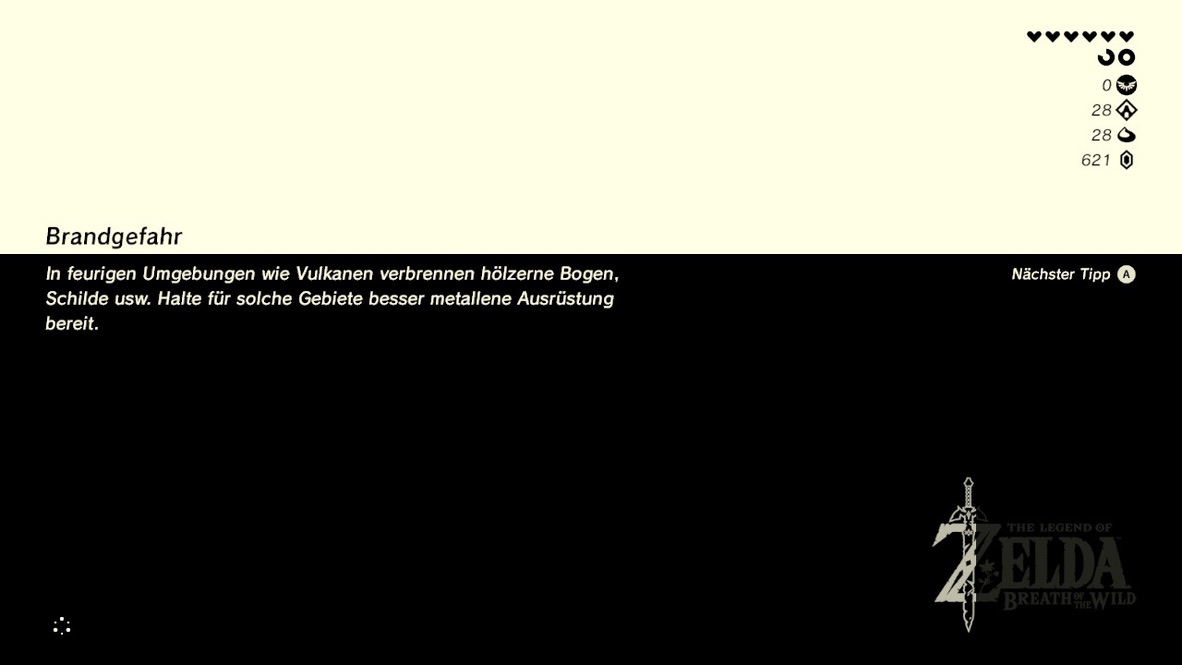 0
28
28
621
Brandgefahr
In feurigen Umgebungen wie Vulkanen verbrennen hölzerne Bogen,
Schilde usw. Halte für solche Gebiete besser metallene Ausrüstung
bereit.
Nächster Tipp A
THE LEGEND OF
ZELDA
BREATH OF THE WILD